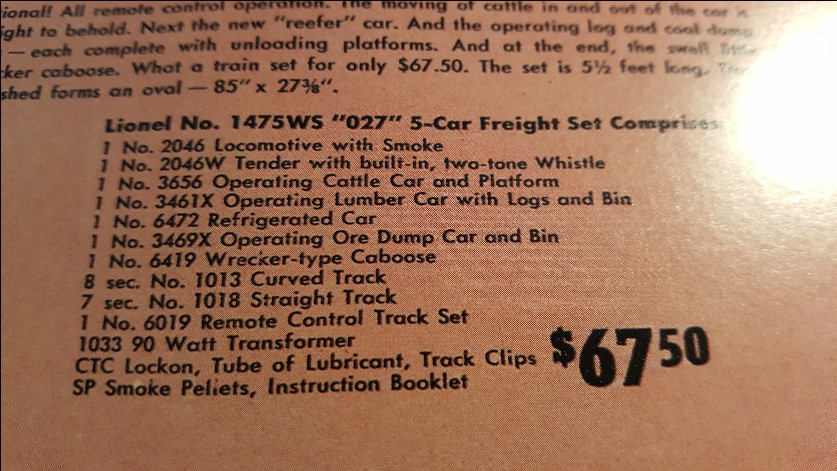 ional! All remote control operation. The moving of cattle in and out of the car is
ight to behold. Next the new "reefer" car. And the operating log and coal dump
— each complete with unloading platforms. And at the end, the swell little
ker caboose. What a train set for only $67.50. The set is 5½ feet long.
shed forms an oval — 85" x 27⅜".
Lionel No. 1475WS "027" 5-Car Freight Set Comprises:
1 No. 2046 Locomotive with Smoke
1 No. 2046W Tender with built-in, two-tone Whistle
1 No. 3656 Operating Cattle Car and Platform
1 No. 3461X Operating Lumber Car with Logs and Bin
1 No. 6472 Refrigerated Car
1 No. 3469X Operating Ore Dump Car and Bin
1 No. 6419 Wrecker-type Caboose
8 sec. No. 1013 Curved Track
7 sec. No. 1018 Straight Track
1 No. 6019 Remote Control Track Set
1033 90 Watt Transformer
CTC Lockon, Tube of Lubricant, Track Clips
SP Smoke Pellets, Instruction Booklet
$6750